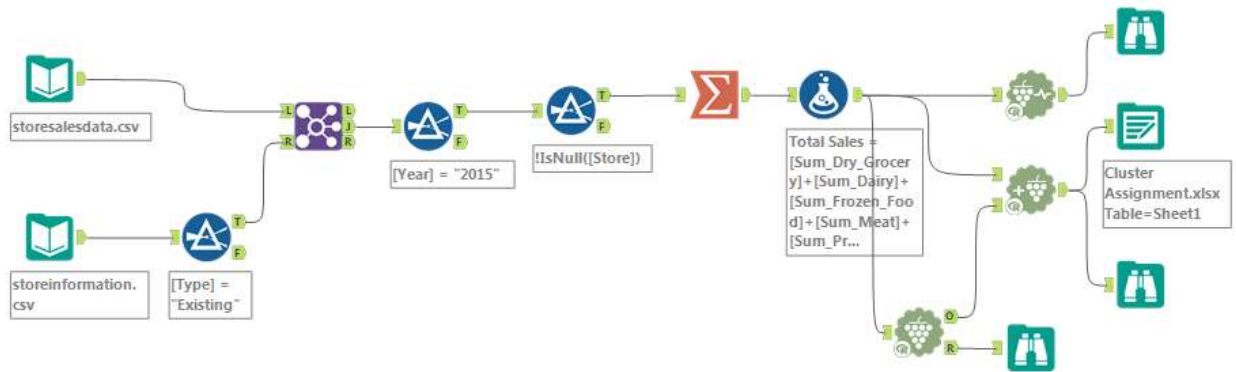 storesalesdata.csv
L
R
L
J
R
[Year] = "2015"
T
F
!IsNull([Store])
T
F
Total Sales =
[Sum_Dry_Grocer
y]+[Sum_Dairy]+
[Sum_Frozen_Foo
d]+[Sum_Meat]+
[Sum_Pr...
Cluster
Assignment.xlsx
Table=Sheet1
storeinformation.
csv
[Type] =
"Existing"
T
F
R
R
R
O
R